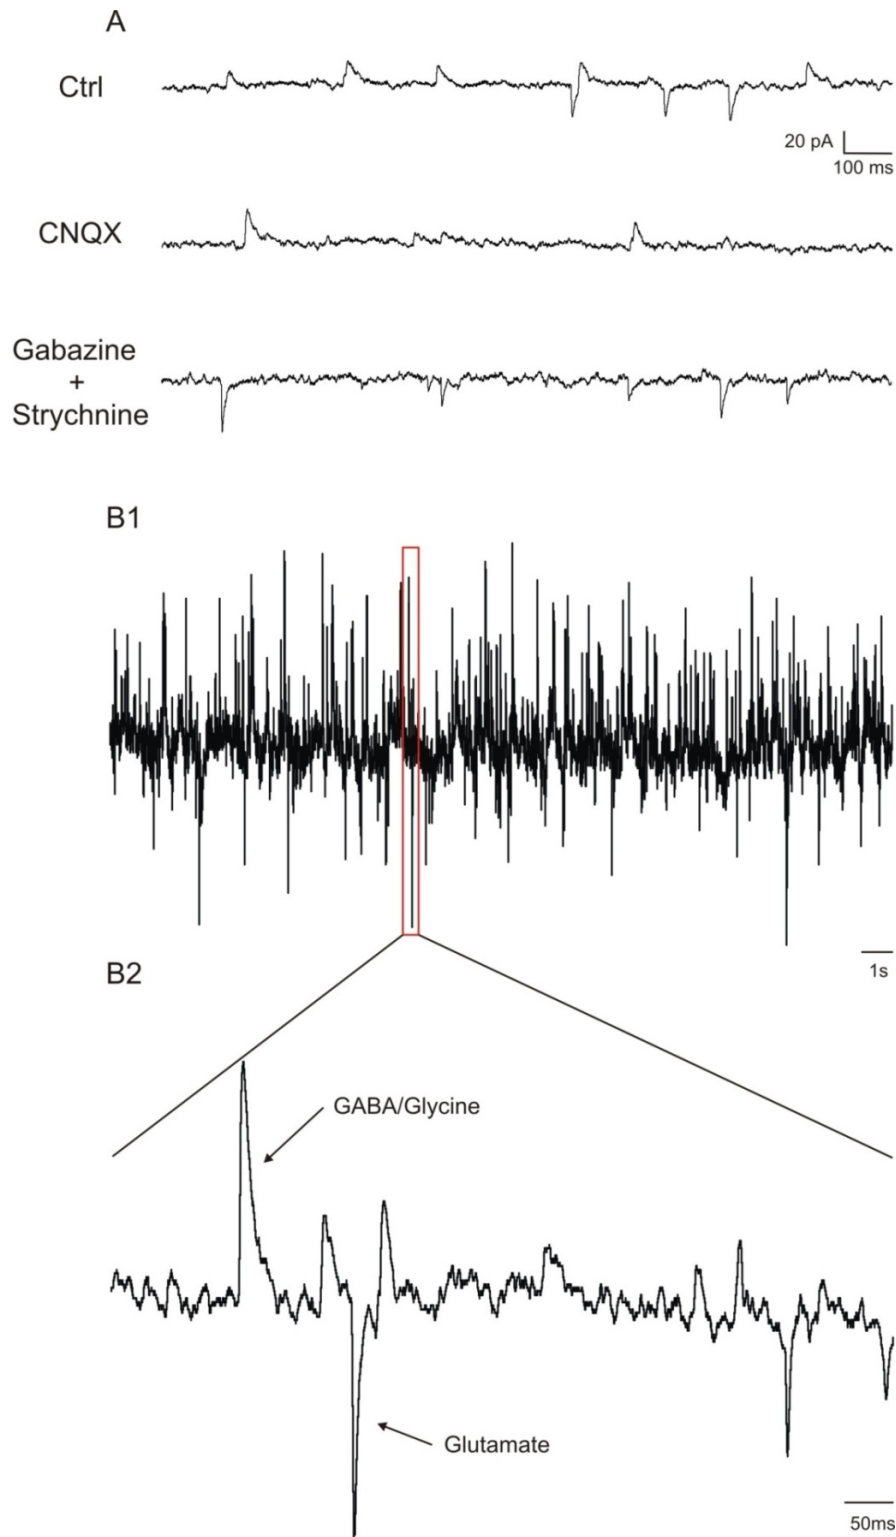 A
Ctrl
20 pA
100 ms
CNQX
Gabazine
+
Strychnine
B1
1s
B2
GABA/Glycine
Glutamate
50ms